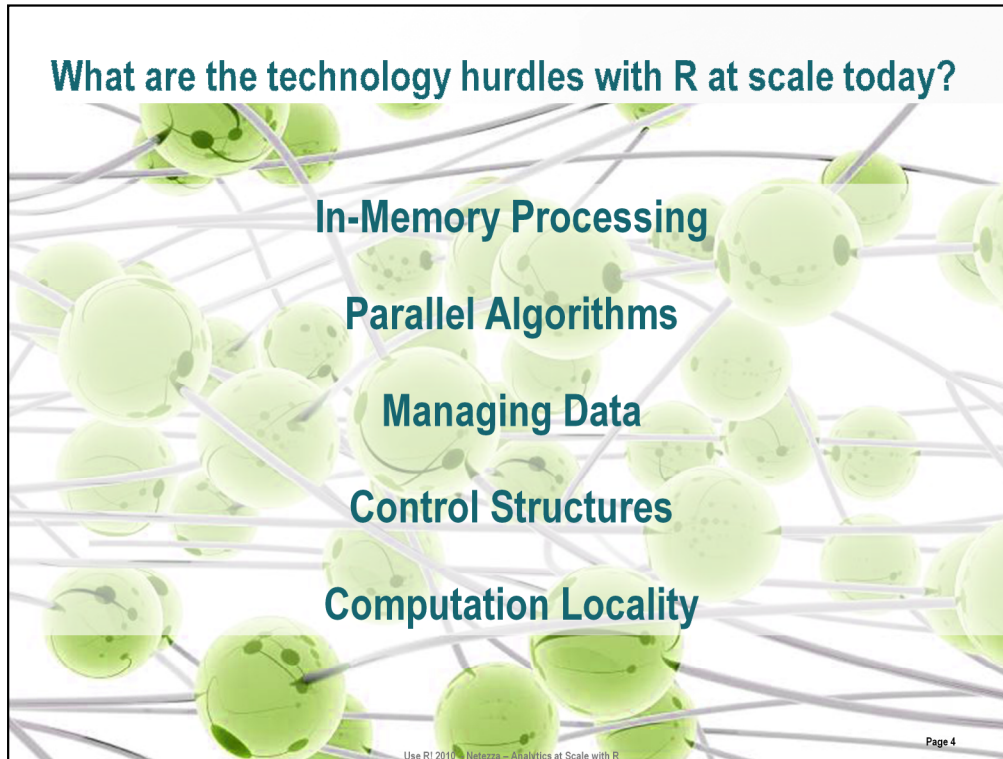 What are the technology hurdles with R at scale today?
In-Memory Processing
Parallel Algorithms
Managing Data
Control Structures
Computation Locality
Use R! 2010 – Netezza – Analytics at Scale with R
Page 4